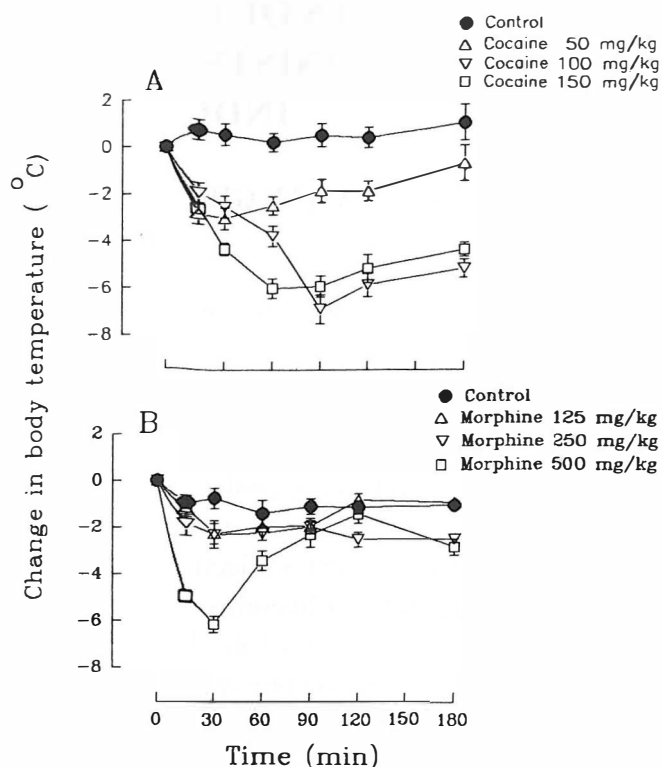 Control
Cocaine 50 mg/kg
Cocaine 100 mg/kg
Cocaine 150 mg/kg
A
2
0
-2
-4
-6
-8
Control
Morphine 125 mg/kg
Morphine 250 mg/kg
Morphine 500 mg/kg
B
2
0
-2
-4
-6
-8
Change in body temperature ( °C)
0 30 60 90 120 150 180
Time (min)